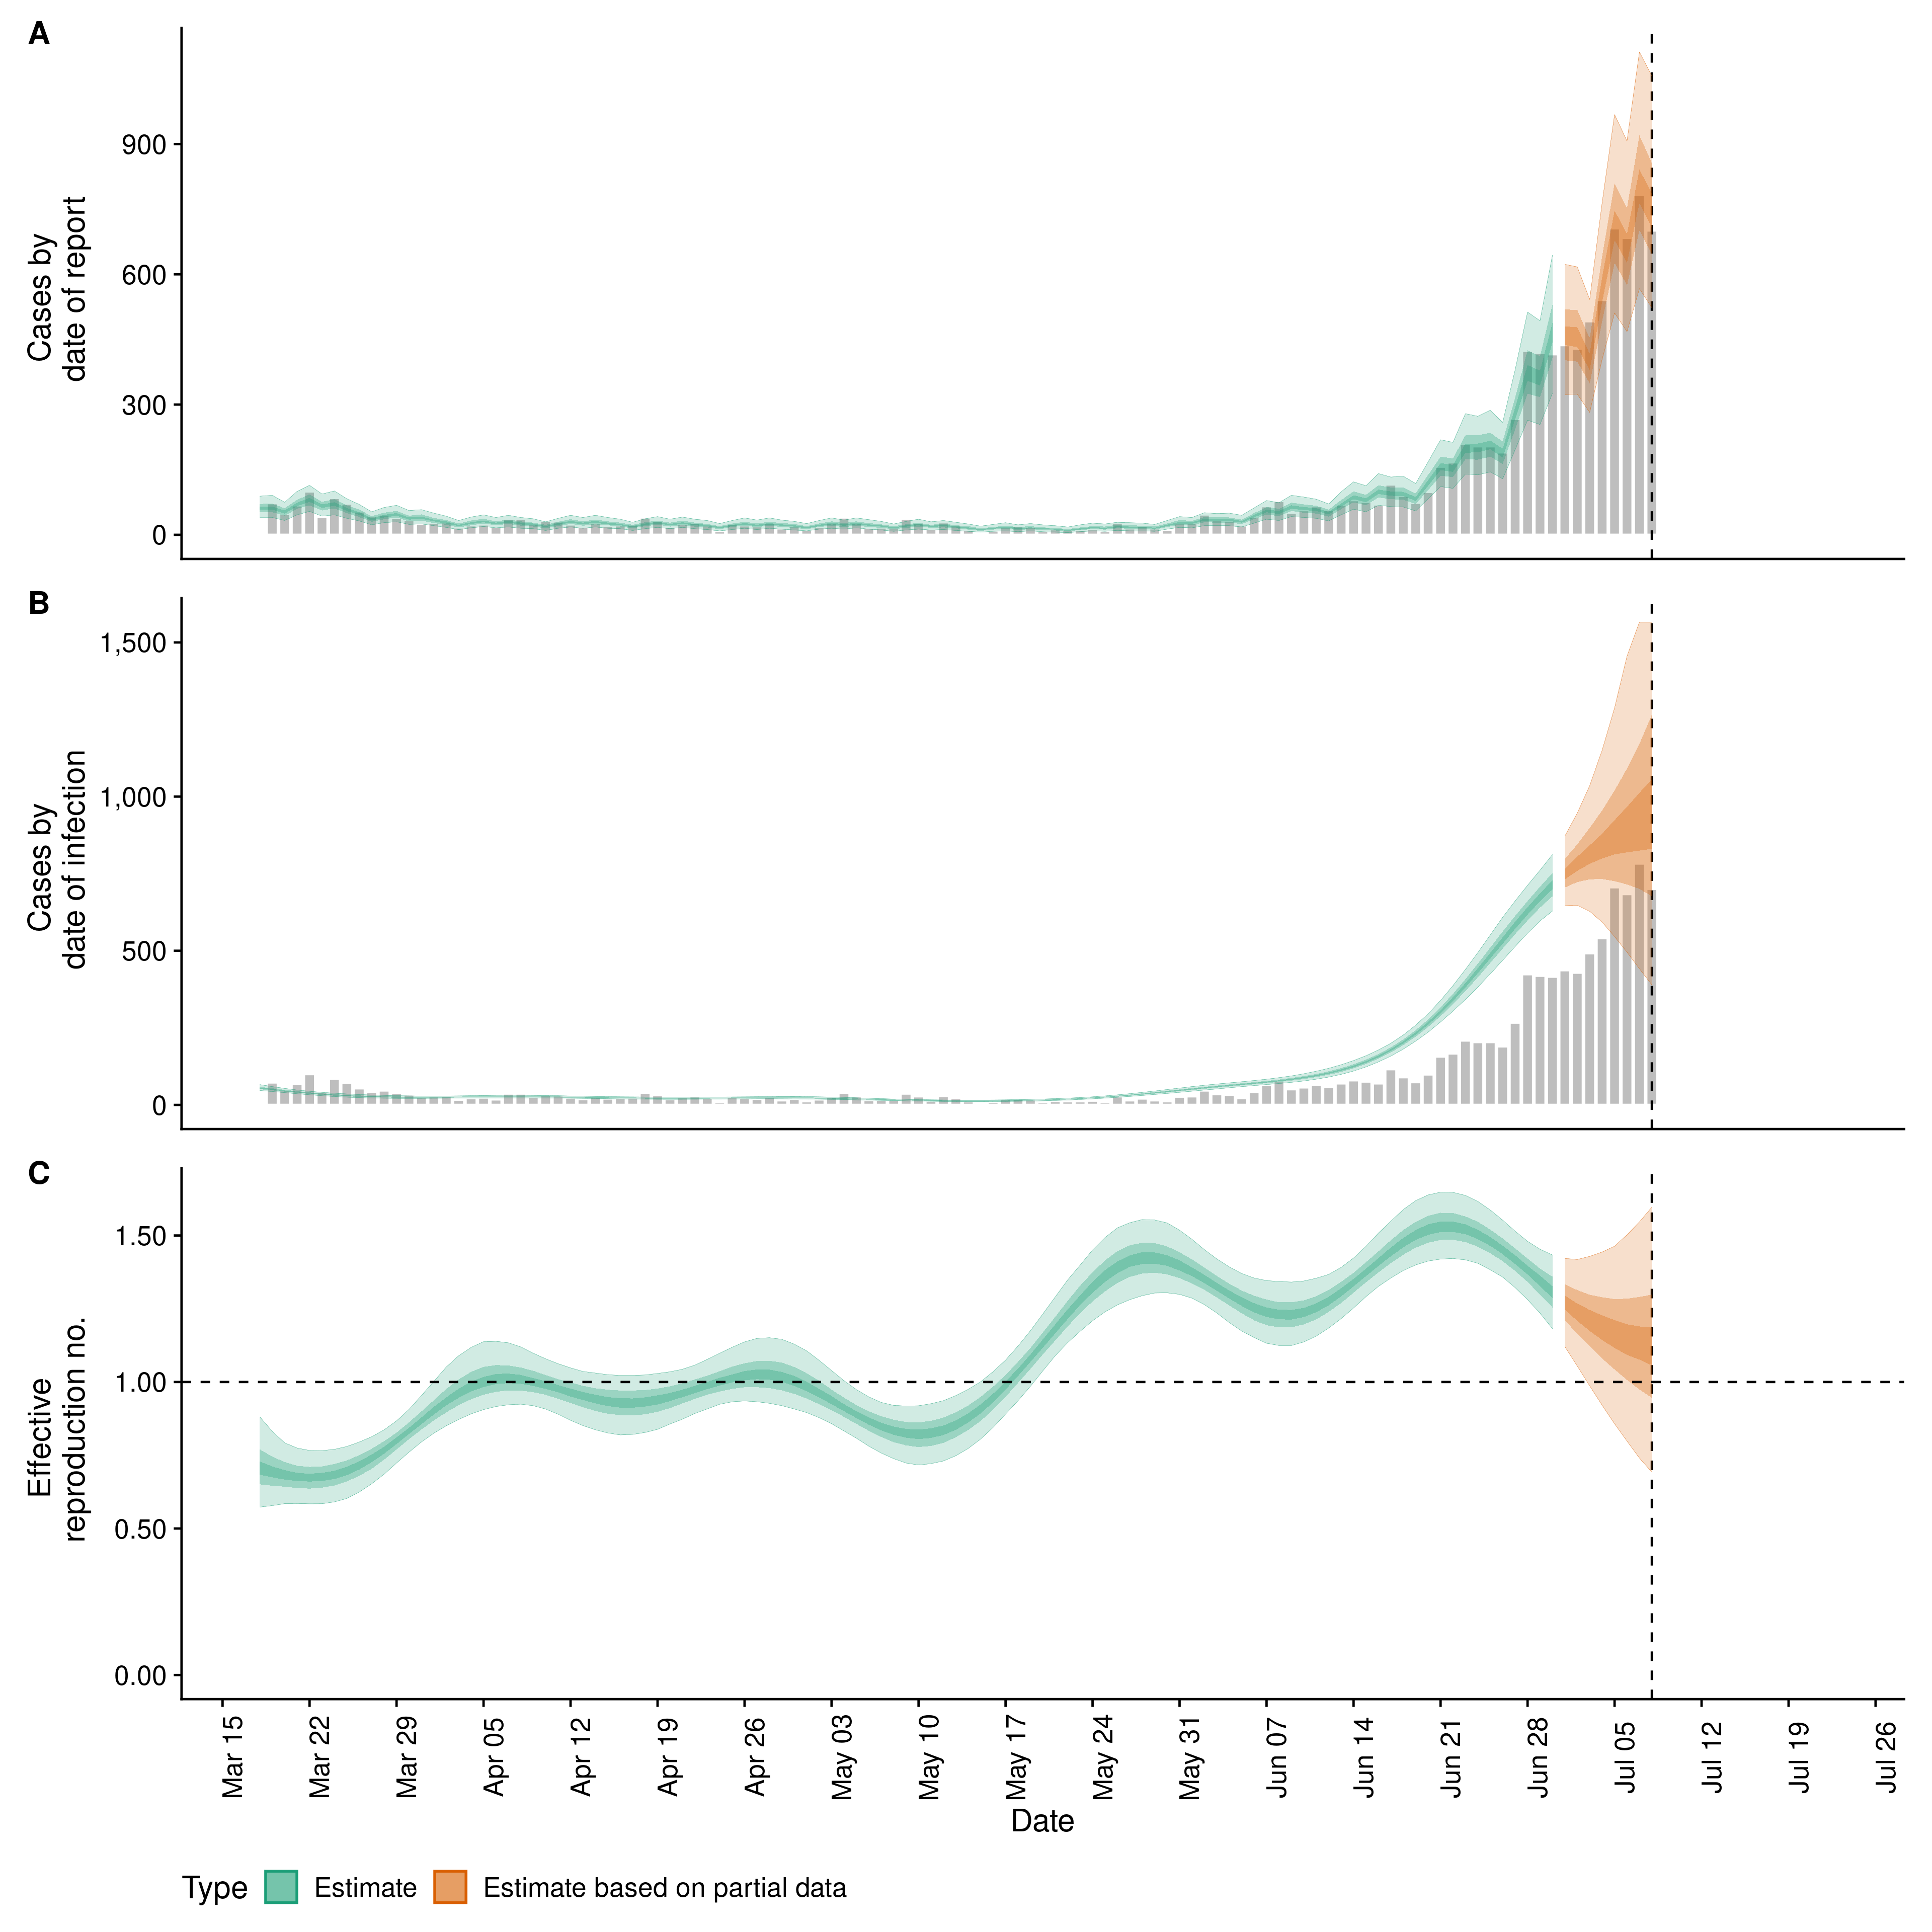 A
Cases by
date of report
900
600
300
0
B
Cases by
date of infection
1,500
1,000
500
0
C
Effective
reproduction no.
1.50
1.00
0.50
0.00
Mar 15
Mar 22
Mar 29
Apr 05
Apr 12
Apr 19
Apr 26
May 03
May 10
May 17
May 24
May 31
Jun 07
Jun 14
Jun 21
Jun 28
Jul 05
Jul 12
Jul 19
Jul 26
Date
Type Estimate Estimate based on partial data